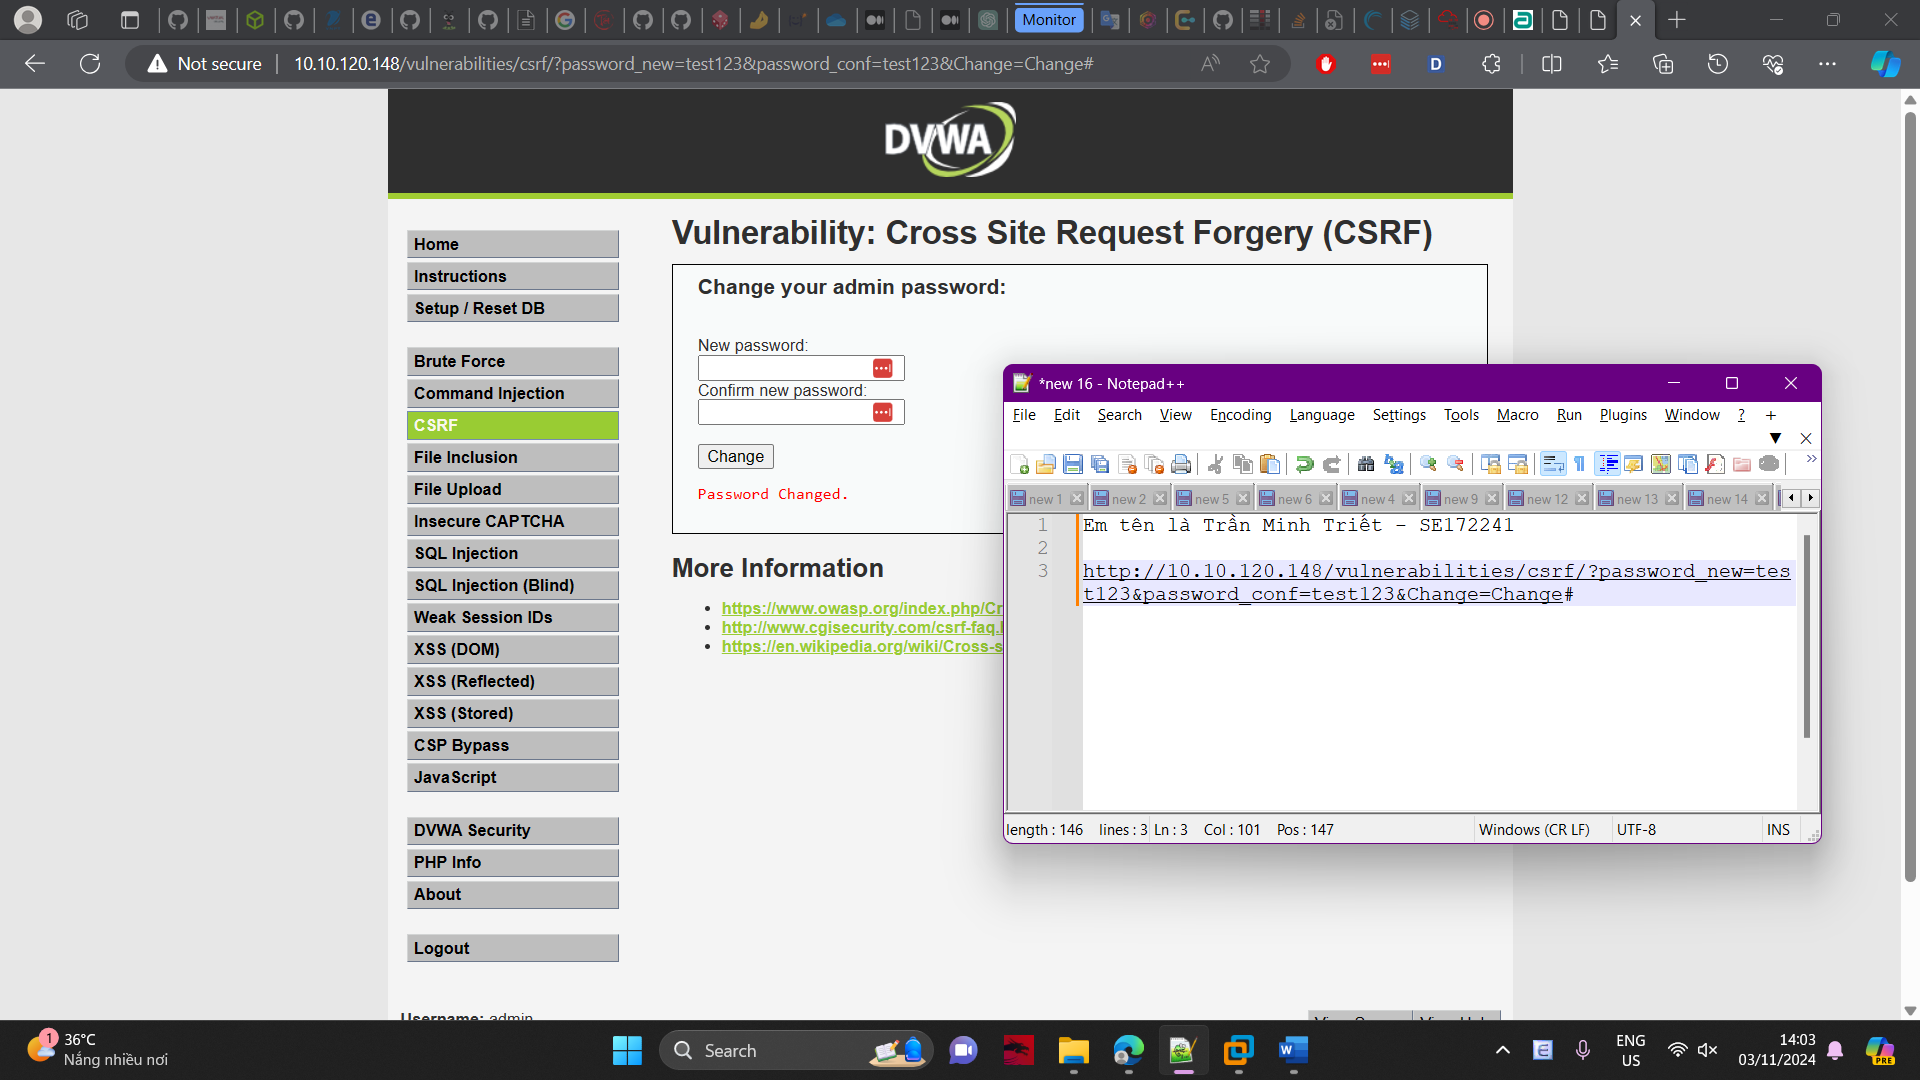 Monitor
Not secure
10.10.120.148/vulnerabilities/csrf/?password_new=test123&password_conf=test123&Change=Change#
DVWA
Home
Instructions
Setup / Reset DB
Brute Force
Command Injection
CSRF
File Inclusion
File Upload
Insecure CAPTCHA
SQL Injection
SQL Injection (Blind)
Weak Session IDs
XSS (DOM)
XSS (Reflected)
XSS (Stored)
CSP Bypass
JavaScript
DVWA Security
PHP Info
About
Logout
Username: admin
Vulnerability: Cross Site Request Forgery (CSRF)
Change your admin password:
New password:
Confirm new password:
Change
Password Changed.
More Information
https://www.owasp.org/index.php/Cr
http://www.cgisecurity.com/csrf-faq.
https://en.wikipedia.org/wiki/Cross-s
*new 16 - Notepad++
File Edit Search View Encoding Language Settings Tools Macro Run Plugins Window ? +
new 1 new 2 new 5 new 6 new 4 new 9 new 12 new 13 new 14
1 Em tên là Trần Minh Triết - SE172241
2
3 http://10.10.120.148/vulnerabilities/csrf/?password_new=tes
t123&password_conf=test123&Change=Change#
length : 146 lines : 3 Ln : 3 Col : 101 Pos : 147 Windows (CR LF) UTF-8 INS
1
36°C
Nắng nhiều nơi
Search
ENG
US
14:03
03/11/2024
PRE